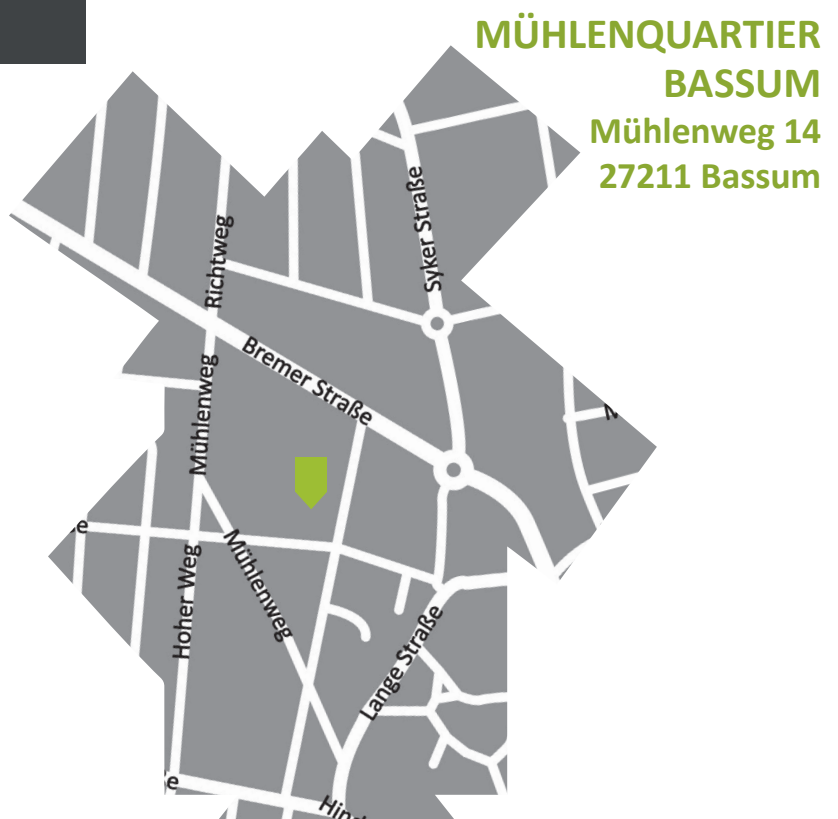 MÜHLENQUARTIER
BASSUM
Mühlenweg 14
27211 Bassum
Syker Straße
Richtweg
Bremer Straße
Mühlenweg
Hoher Weg
Mühlenweg
Lange Straße